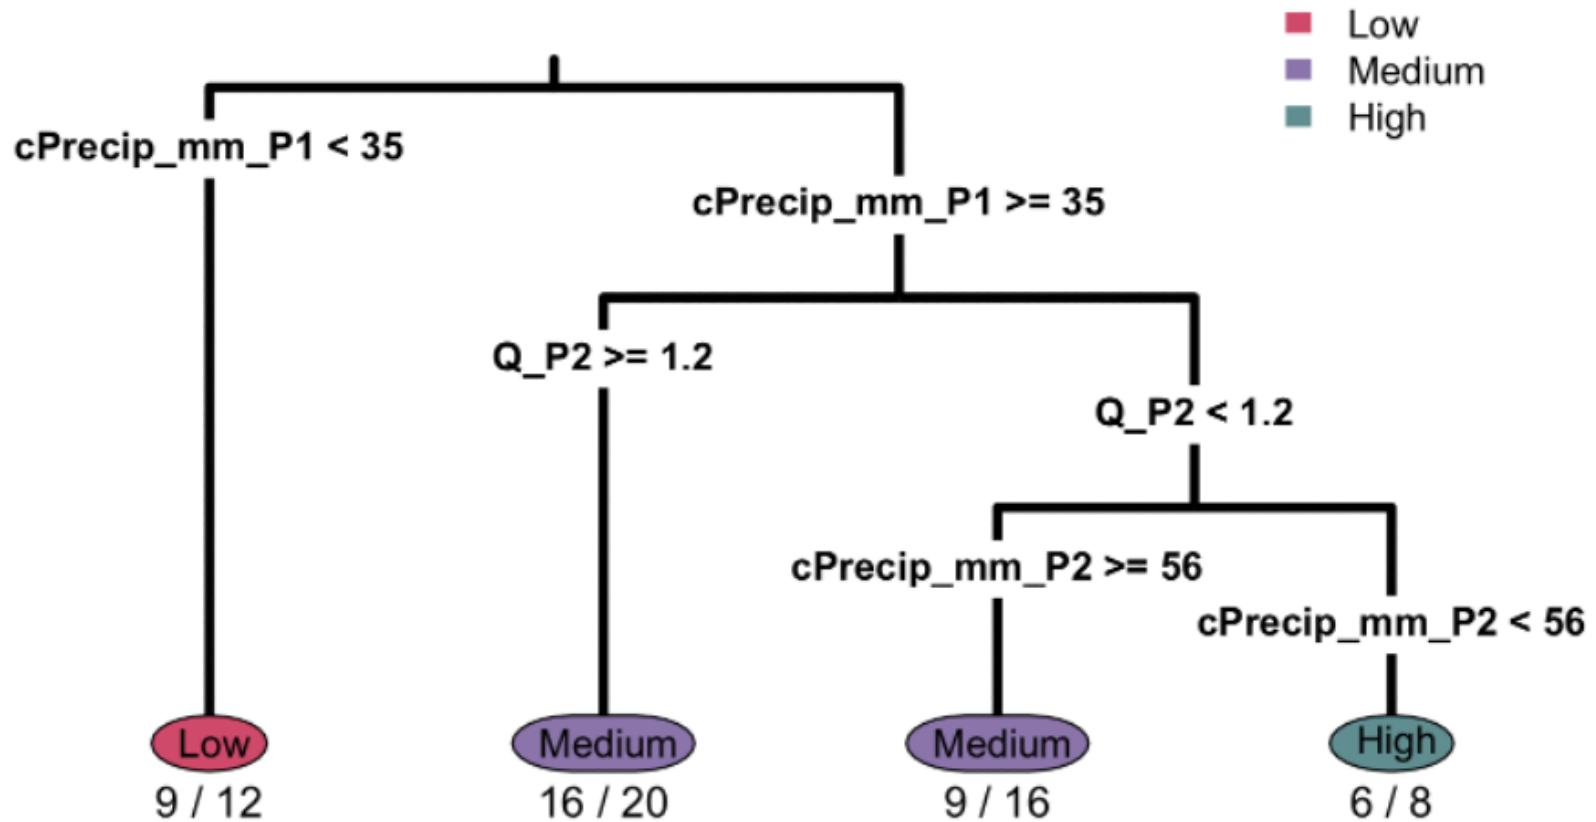 Low
Medium
High
cPrecip_mm_P1 < 35
cPrecip_mm_P1 >= 35
Q_P2 >= 1.2
Q_P2 < 1.2
cPrecip_mm_P2 >= 56
cPrecip_mm_P2 < 56
Low
Medium
Medium
High
9 / 12
16 / 20
9 / 16
6 / 8